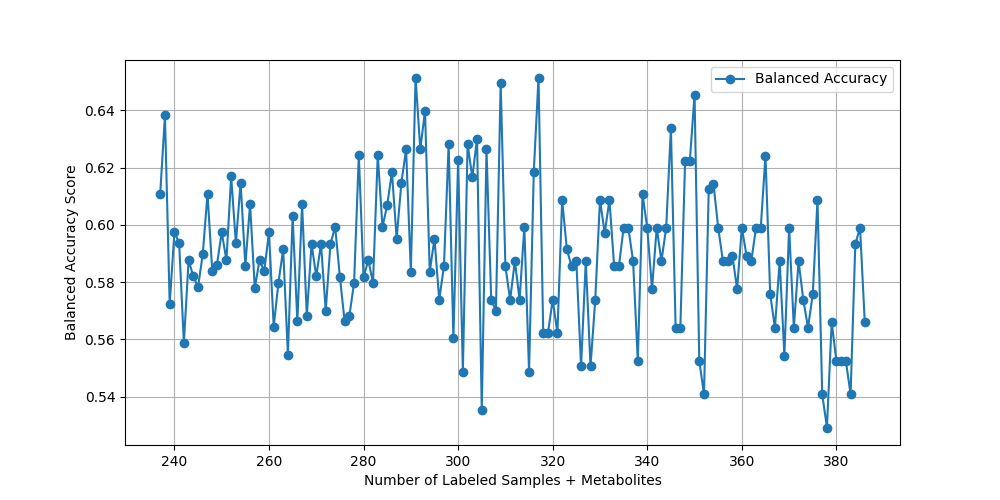 Balanced Accuracy
0.64
0.62
0.60
0.58
0.56
0.54
Balanced Accuracy Score
240 260 280 300 320 340 360 380
Number of Labeled Samples + Metabolites